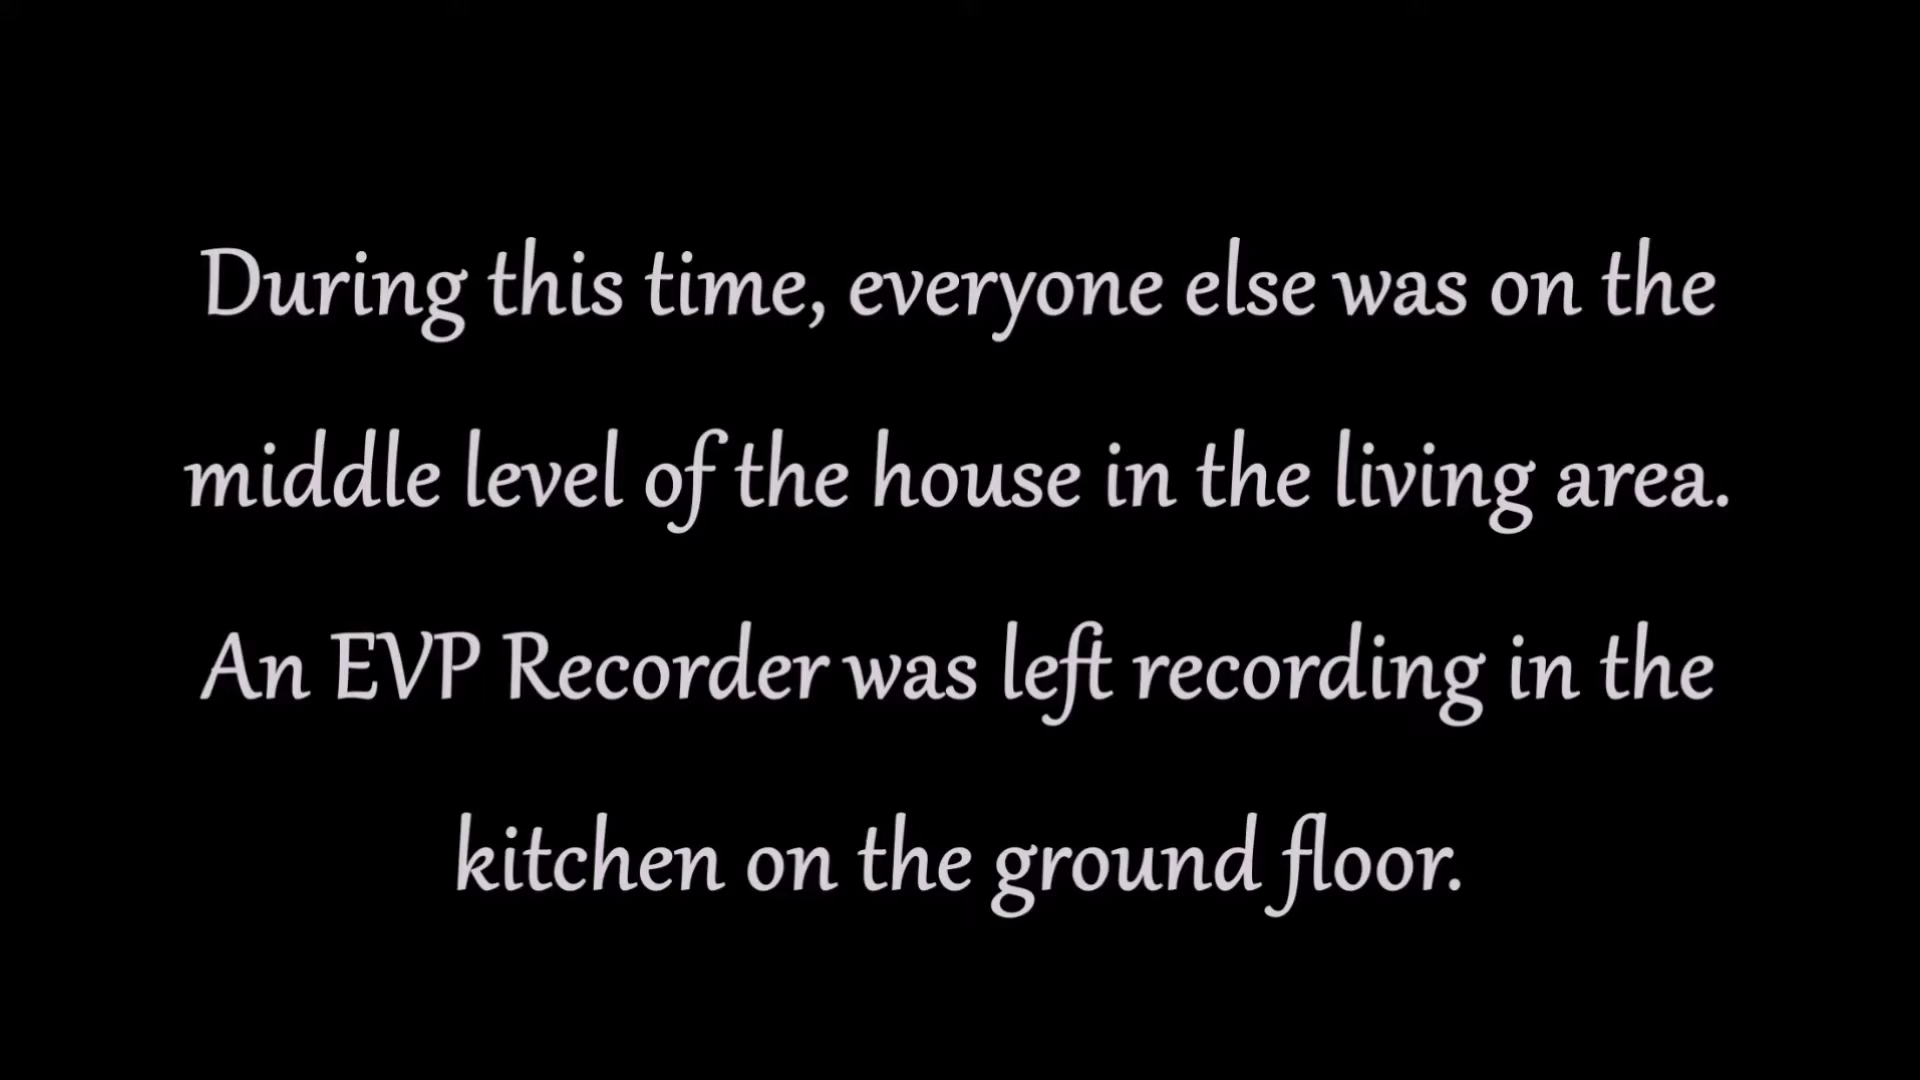 During this time, everyone else was on the
middle level of the house in the living area.
An EVP Recorder was left recording in the
kitchen on the ground floor.